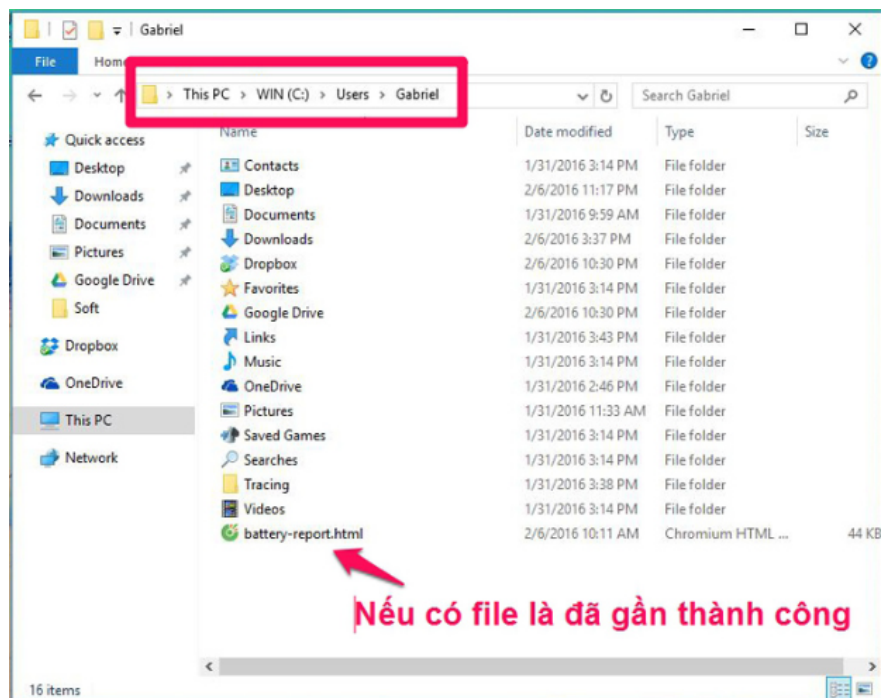 Gabriel
File Home
This PC > WIN (C:) > Users > Gabriel Search Gabriel
Name Date modified Type Size
Quick access
Desktop
Downloads
Documents
Pictures
Google Drive
Soft
Dropbox
OneDrive
This PC
Network
Contacts 1/31/2016 3:14 PM File folder
Desktop 2/6/2016 11:17 PM File folder
Documents 1/31/2016 9:59 AM File folder
Downloads 2/6/2016 3:37 PM File folder
Dropbox 2/6/2016 10:30 PM File folder
Favorites 1/31/2016 3:14 PM File folder
Google Drive 2/6/2016 10:30 PM File folder
Links 1/31/2016 3:43 PM File folder
Music 1/31/2016 3:14 PM File folder
OneDrive 1/31/2016 2:46 PM File folder
Pictures 1/31/2016 11:33 AM File folder
Saved Games 1/31/2016 3:14 PM File folder
Searches 1/31/2016 3:14 PM File folder
Tracing 1/31/2016 3:38 PM File folder
Videos 1/31/2016 3:14 PM File folder
battery-report.html 2/6/2016 10:11 AM Chromium HTML ... 44 KB
Nếu có file là đã gần thành công
16 items